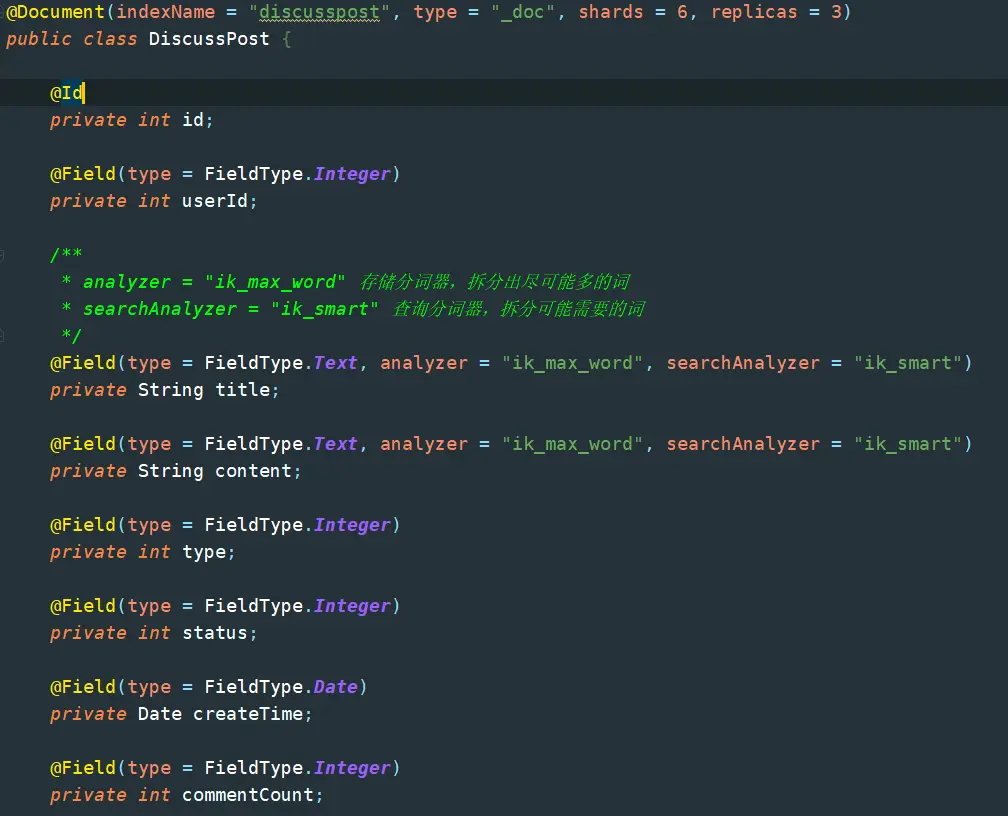 @Document(indexName = "discusspost", type = "_doc", shards = 6, replicas = 3)
public class DiscussPost {
@Id
private int id;
@Field(type = FieldType.Integer)
private int userId;
/**
* analyzer = "ik_max_word" 存储分词器，拆分出尽可能多的词
* searchAnalyzer = "ik_smart" 查询分词器，拆分可能需要的词
*/
@Field(type = FieldType.Text, analyzer = "ik_max_word", searchAnalyzer = "ik_smart")
private String title;
@Field(type = FieldType.Text, analyzer = "ik_max_word", searchAnalyzer = "ik_smart")
private String content;
@Field(type = FieldType.Integer)
private int type;
@Field(type = FieldType.Integer)
private int status;
@Field(type = FieldType.Date)
private Date createTime;
@Field(type = FieldType.Integer)
private int commentCount;